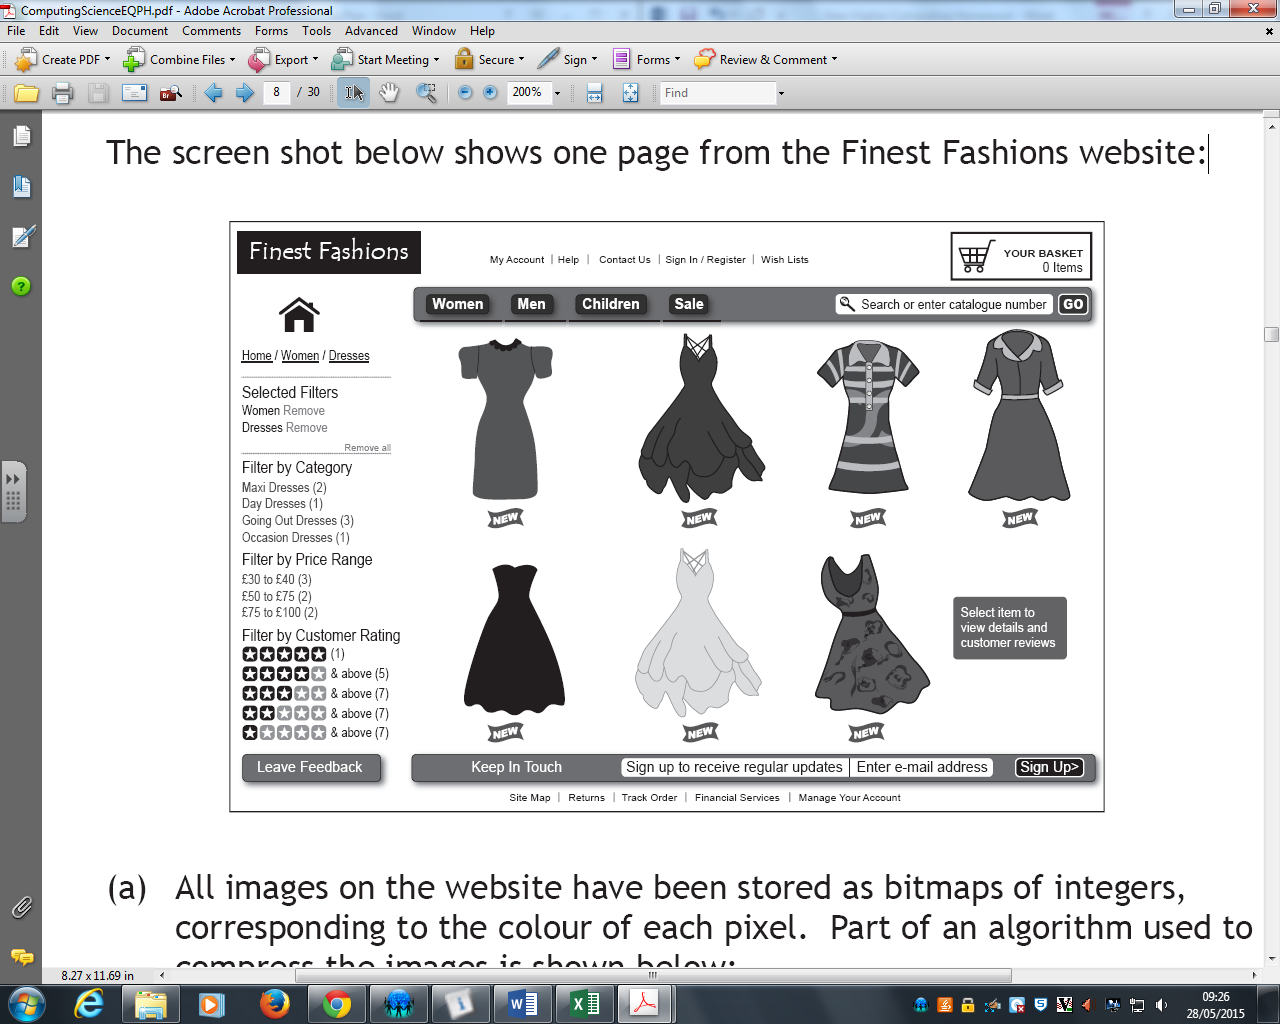 ComputingScienceEQPH.pdf - Adobe Acrobat Professional
File Edit View Document Comments Forms Tools Advanced Window Help
Create PDF Combine Files Export Start Meeting Secure Sign Forms Review & Comment
8 / 30 200% Find
The screen shot below shows one page from the Finest Fashions website:
Finest Fashions
My Account | Help | Contact Us | Sign In / Register | Wish Lists
YOUR BASKET
0 Items
Women Men Children Sale
Search or enter catalogue number GO
Home / Women / Dresses
Selected Filters
Women Remove
Dresses Remove
Remove all
Filter by Category
Maxi Dresses (2)
Day Dresses (1)
Going Out Dresses (3)
Occasion Dresses (1)
Filter by Price Range
£30 to £40 (3)
£50 to £75 (2)
£75 to £100 (2)
Filter by Customer Rating
(1)
& above (5)
& above (7)
& above (7)
& above (7)
NEW NEW NEW NEW
Select item to
view details and
customer reviews
NEW NEW NEW
Leave Feedback
Keep In Touch Sign up to receive regular updates Enter e-mail address Sign Up>
Site Map | Returns | Track Order | Financial Services | Manage Your Account
(a) All images on the website have been stored as bitmaps of integers,
corresponding to the colour of each pixel. Part of an algorithm used to
compress the images is shown below:
8.27 x 11.69 in
09:26
28/05/2015